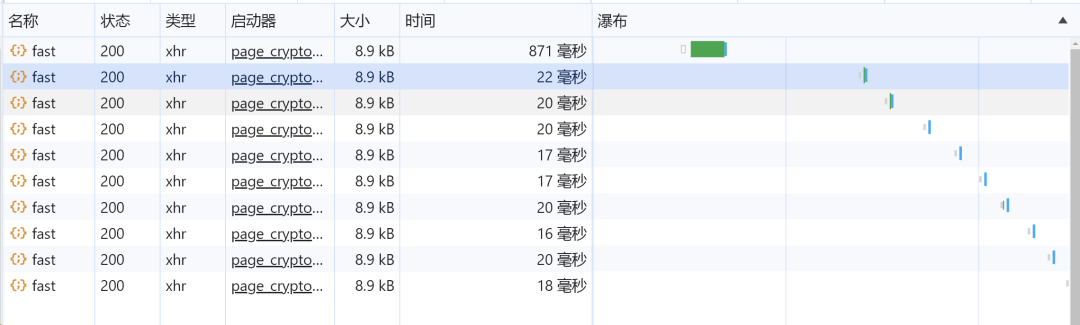 名称 状态 类型 启动器 大小 时间 瀑布
fast 200 xhr page_crypto... 8.9 kB 871 毫秒
fast 200 xhr page_crypto... 8.9 kB 22 毫秒
fast 200 xhr page_crypto... 8.9 kB 20 毫秒
fast 200 xhr page_crypto... 8.9 kB 20 毫秒
fast 200 xhr page_crypto... 8.9 kB 17 毫秒
fast 200 xhr page_crypto... 8.9 kB 17 毫秒
fast 200 xhr page_crypto... 8.9 kB 20 毫秒
fast 200 xhr page_crypto... 8.9 kB 16 毫秒
fast 200 xhr page_crypto... 8.9 kB 20 毫秒
fast 200 xhr page_crypto... 8.9 kB 18 毫秒